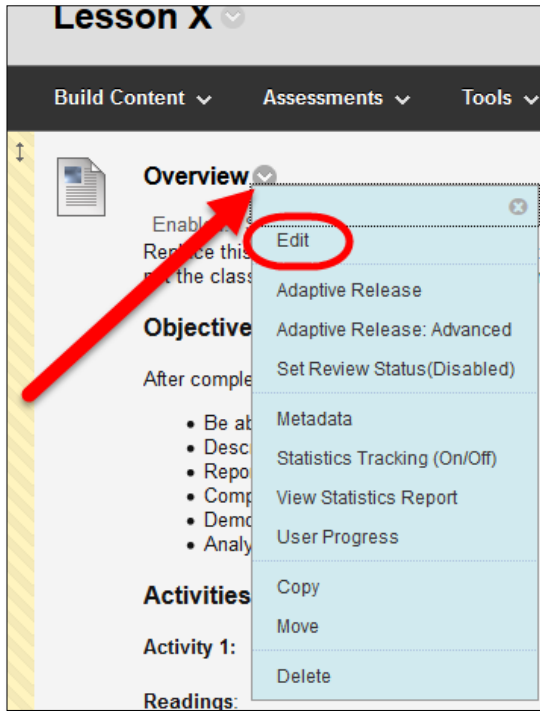 Lesson X
Build Content Assessments Tools
Overview
Enable
Edit
Replace this
the class
Adaptive Release
Objective
Adaptive Release: Advanced
After comple
Set Review Status(Disabled)
• Be ab
Metadata
• Desc
Statistics Tracking (On/Off)
• Repo
• Comp
View Statistics Report
• Demo
User Progress
• Analy
Activities
Copy
Move
Activity 1:
Delete
Readings: